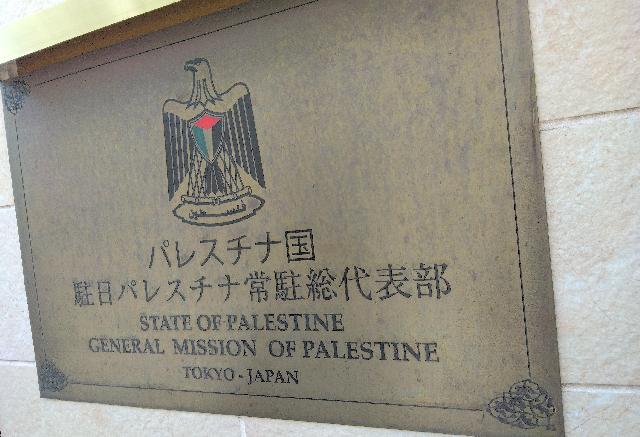 パレスチナ国
駐日パレスチナ常駐総代表部
STATE OF PALESTINE
GENERAL MISSION OF PALESTINE
TOKYO - JAPAN